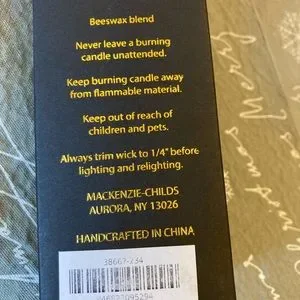 Beeswax blend
Never leave a burning
candle unattended.
Keep burning candle away
from flammable material.
Keep out of reach of
children and pets.
Always trim wick to 1/4" before
lighting and relighting.
MACKENZIE-CHILDS
AURORA, NY 13026
HANDCRAFTED IN CHINA
38667-234